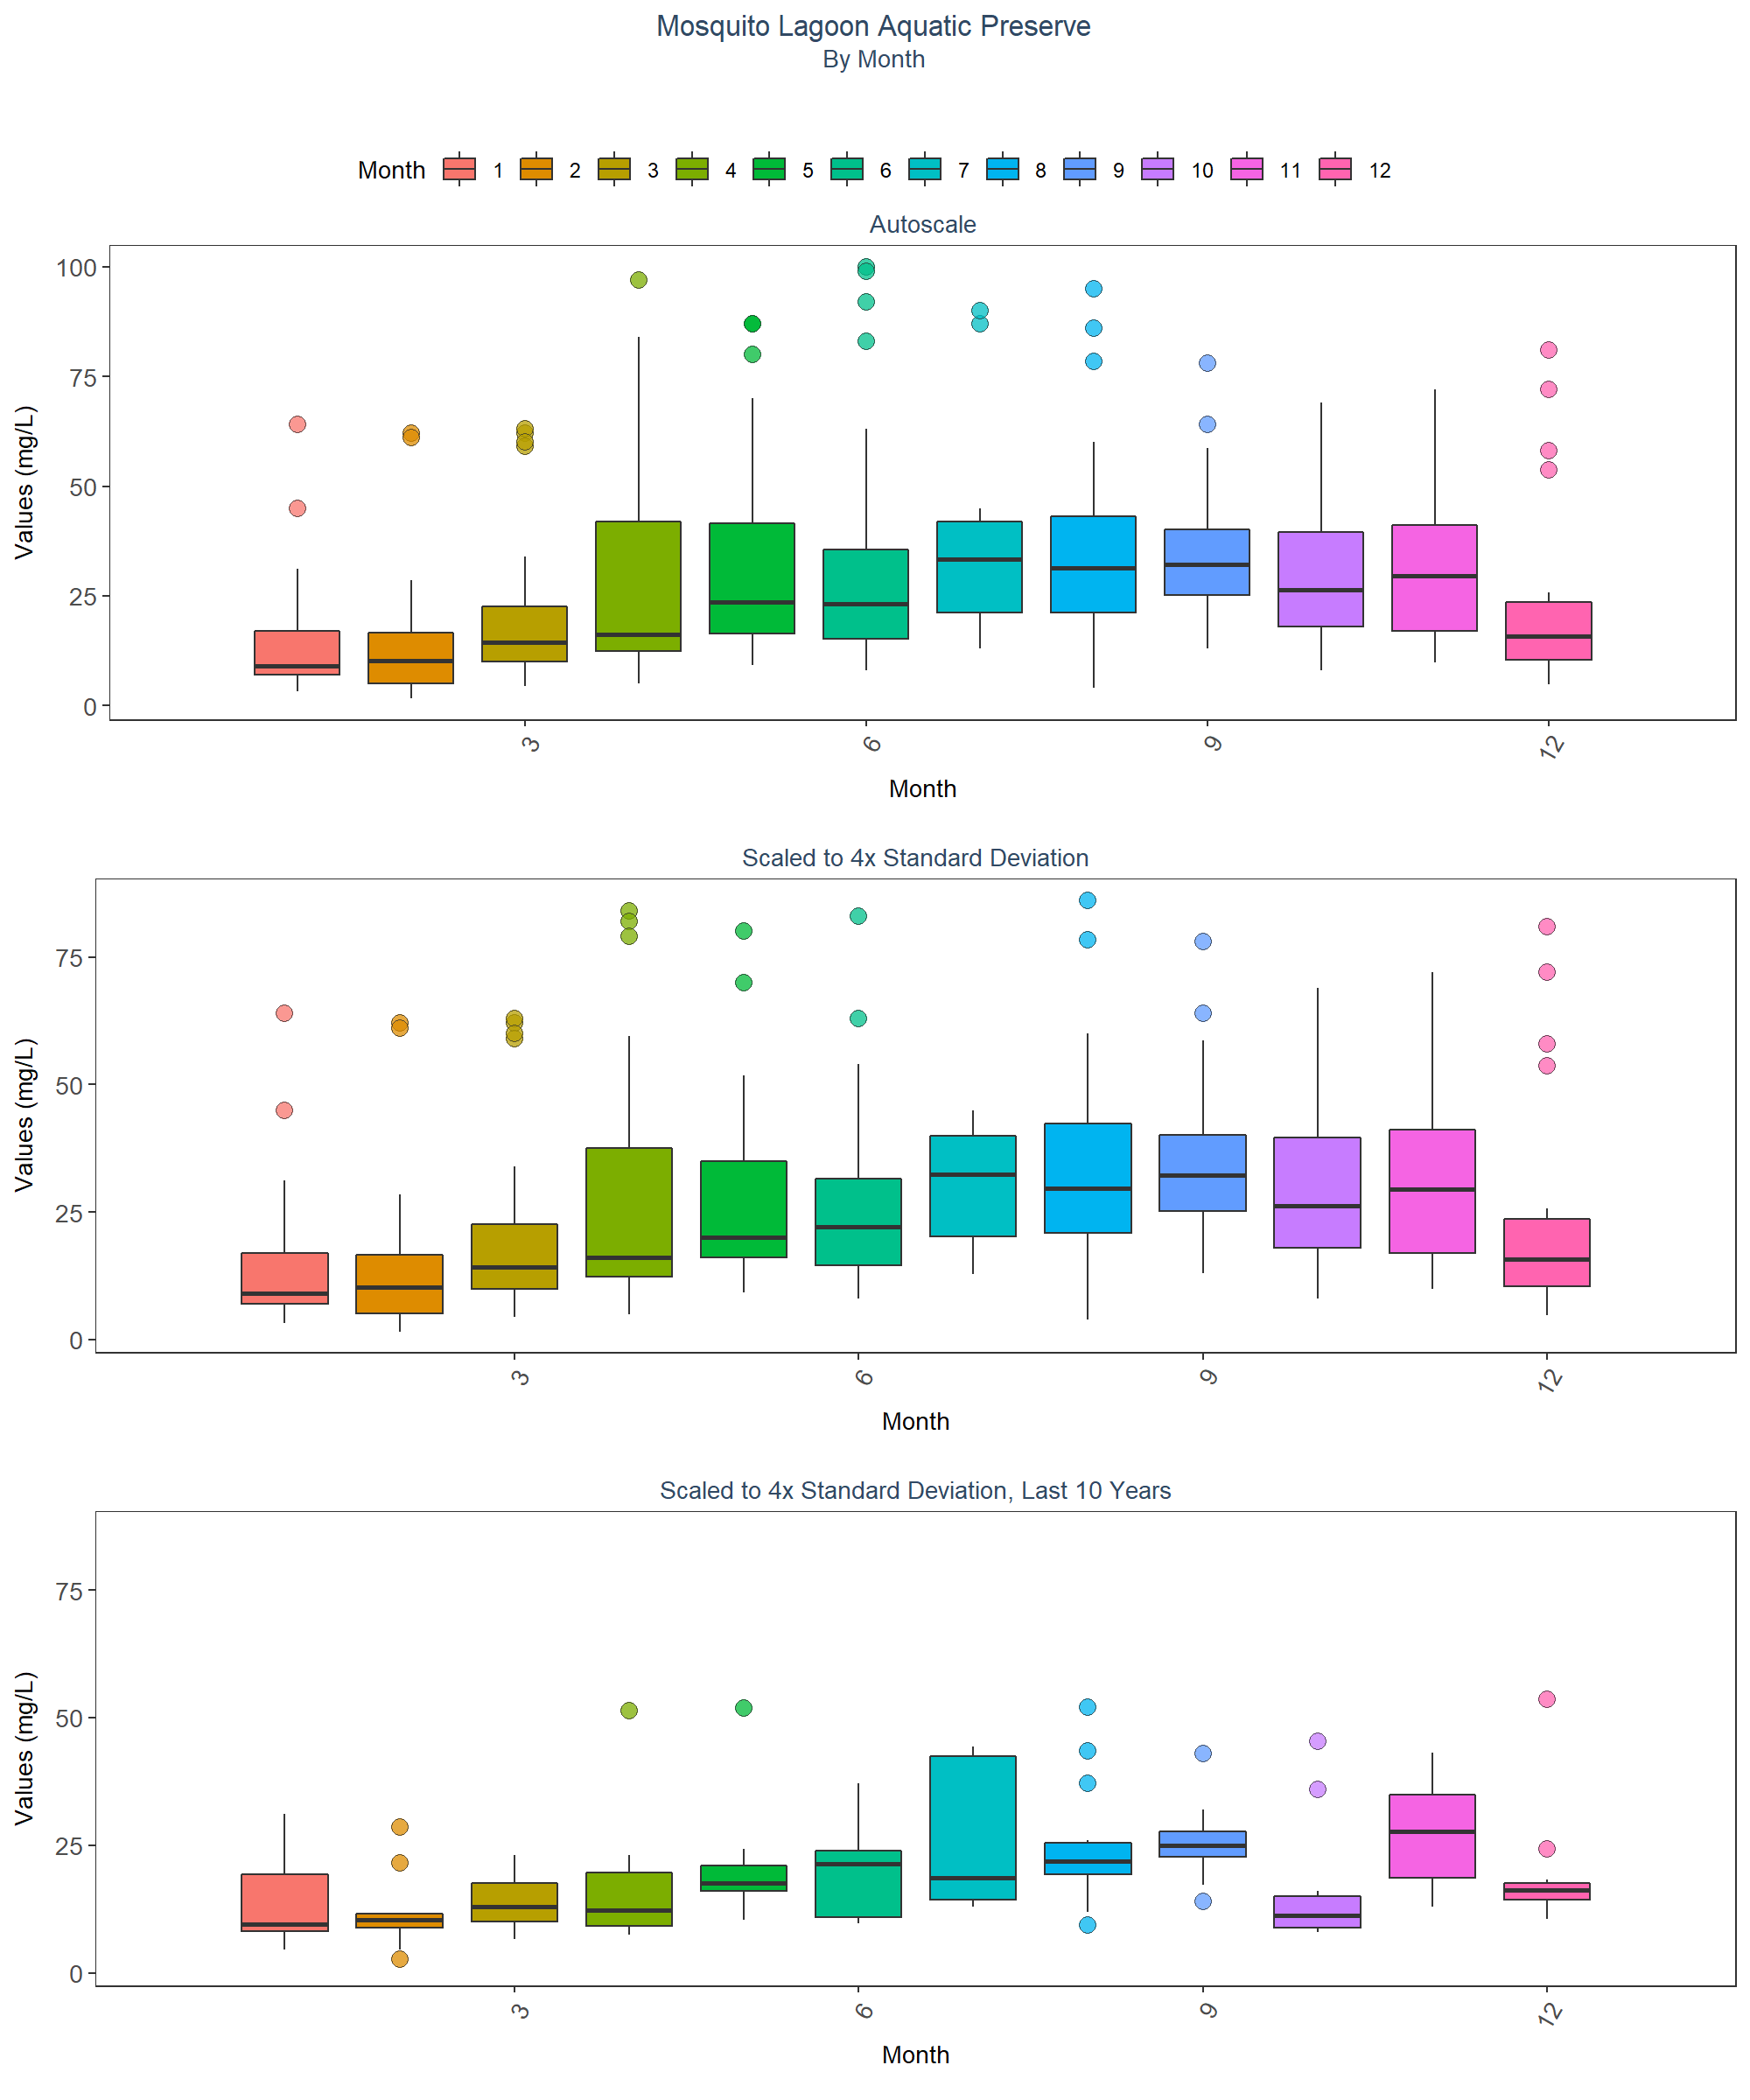 Mosquito Lagoon Aquatic Preserve
By Month
Month 1 2 3 4 5 6 7 8 9 10 11 12
Autoscale
Values (mg/L)
100
75
50
25
0
3 6 9 12
Month
Scaled to 4x Standard Deviation
Values (mg/L)
75
50
25
0
3 6 9 12
Month
Scaled to 4x Standard Deviation, Last 10 Years
Values (mg/L)
75
50
25
0
3 6 9 12
Month